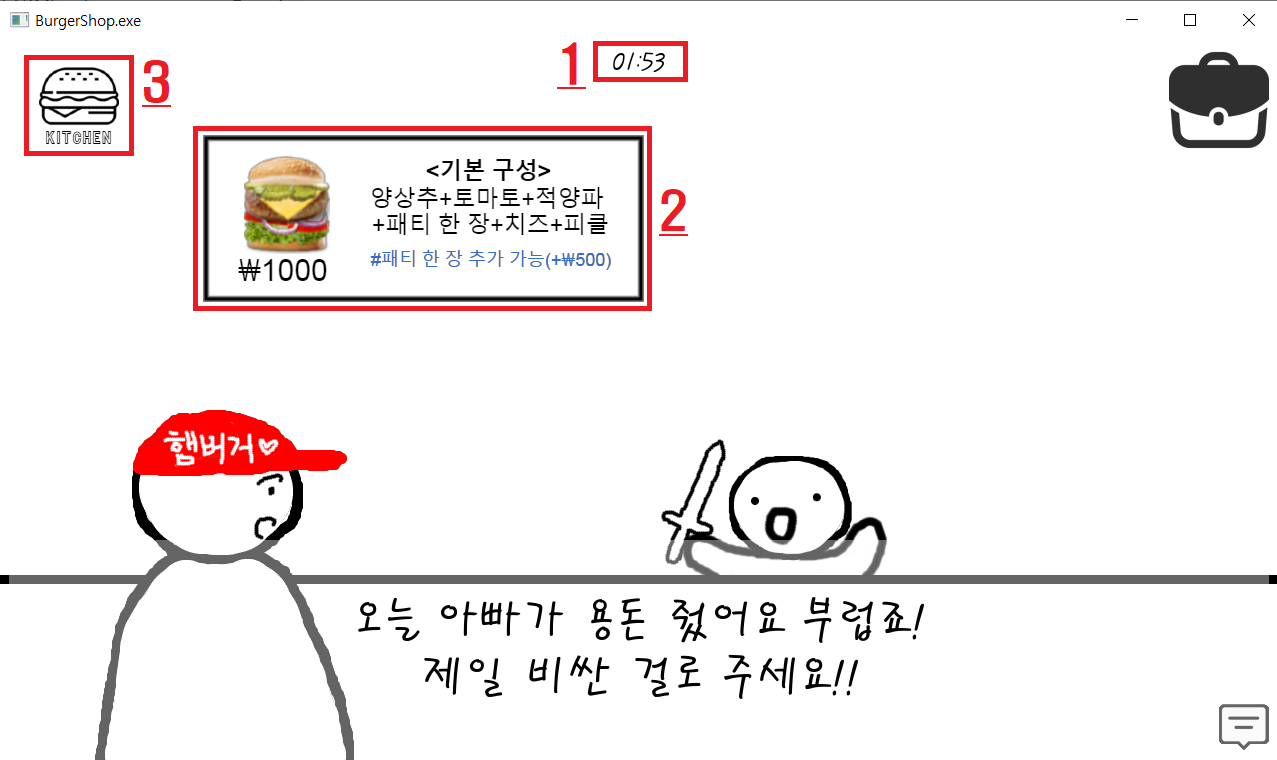 BurgerShop.exe
1
01:53
3
KITCHEN
2
<기본 구성>
양상추+토마토+적양파
+패티 한 장+치즈+피클
#패티 한 장 추가 가능(+₩500)
₩1000
햄버거♡
오늘 아빠가 용돈 줬어요 부럽죠!
제일 비싼 걸로 주세요!!